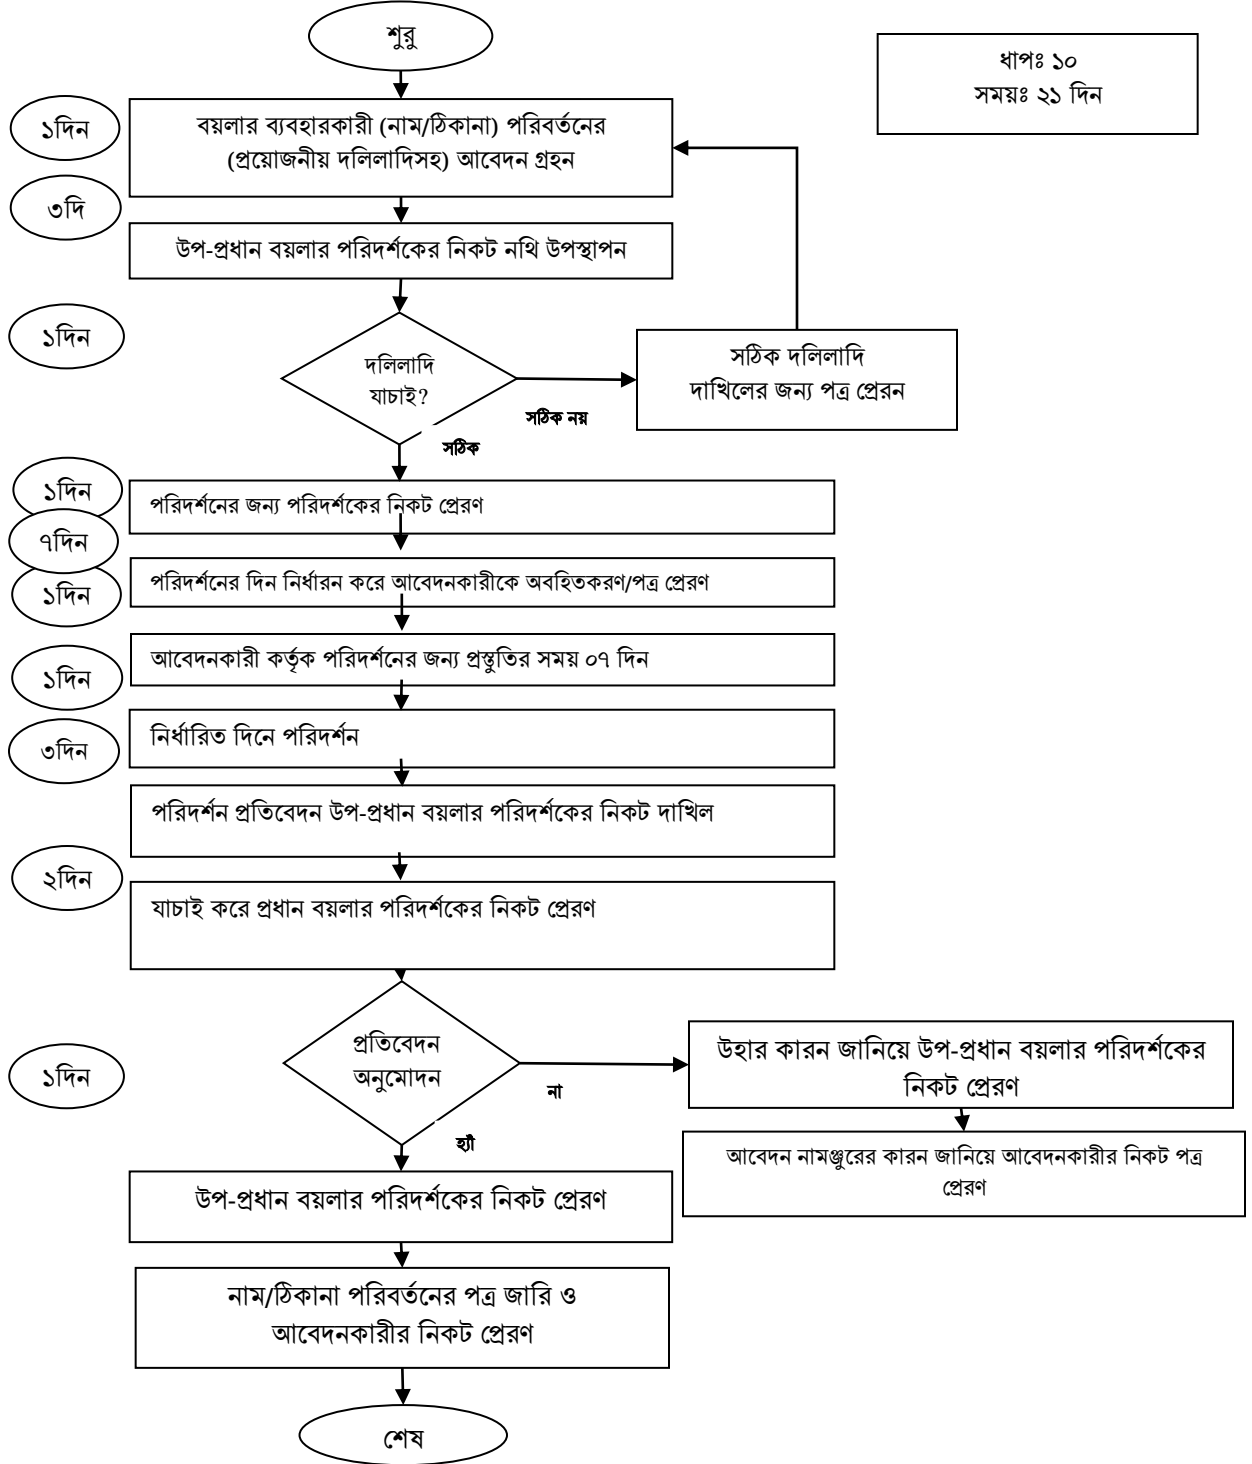 শুরু
ধাপঃ ১০
সময়ঃ ২১ দিন
১দিন
বয়লার ব্যবহারকারী (নাম/ঠিকানা) পরিবর্তনের
(প্রয়োজনীয় দলিলাদিসহ) আবেদন গ্রহন
৩দি
উপ-প্রধান বয়লার পরিদর্শকের নিকট নথি উপস্থাপন
১দিন
দলিলাদি
যাচাই?
সঠিক দলিলাদি
দাখিলের জন্য পত্র প্রেরন
সঠিক নয়
সঠিক
১দিন
পরিদর্শনের জন্য পরিদর্শকের নিকট প্রেরণ
৭দিন
১দিন
পরিদর্শনের দিন নির্ধারন করে আবেদনকারীকে অবহিতকরণ/পত্র প্রেরণ
১দিন
আবেদনকারী কর্তৃক পরিদর্শনের জন্য প্রস্তুতির সময় ০৭ দিন
৩দিন
নির্ধারিত দিনে পরিদর্শন
পরিদর্শন প্রতিবেদন উপ-প্রধান বয়লার পরিদর্শকের নিকট দাখিল
২দিন
যাচাই করে প্রধান বয়লার পরিদর্শকের নিকট প্রেরণ
১দিন
প্রতিবেদন
অনুমোদন
না
উহার কারন জানিয়ে উপ-প্রধান বয়লার পরিদর্শকের
নিকট প্রেরণ
হ্যাঁ
আবেদন নামঞ্জুরের কারন জানিয়ে আবেদনকারীর নিকট পত্র
প্রেরণ
উপ-প্রধান বয়লার পরিদর্শকের নিকট প্রেরণ
নাম/ঠিকানা পরিবর্তনের পত্র জারি ও
আবেদনকারীর নিকট প্রেরণ
শেষ